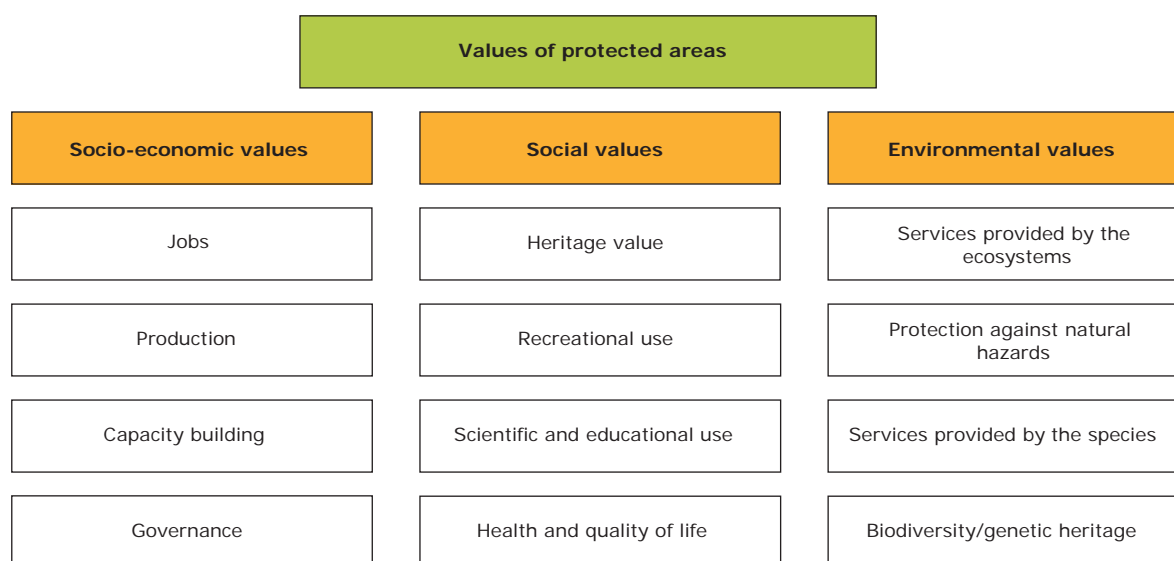 Values of protected areas
Socio-economic values
Social values
Environmental values
Jobs
Heritage value
Services provided by the
ecosystems
Production
Recreational use
Protection against natural
hazards
Capacity building
Scientific and educational use
Services provided by the species
Governance
Health and quality of life
Biodiversity/genetic heritage